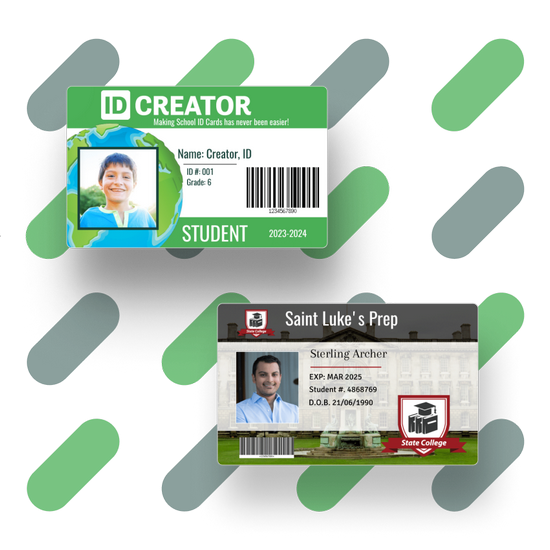 ID CREATOR
Making School ID Cards has never been easier!
Name: Creator, ID
ID #: 001
Grade: 6
1234567890
STUDENT
2023-2024
Saint Luke's Prep
State College
Sterling Archer
EXP: MAR 2025
Student #. 4868769
D.O.B. 21/06/1990
State College